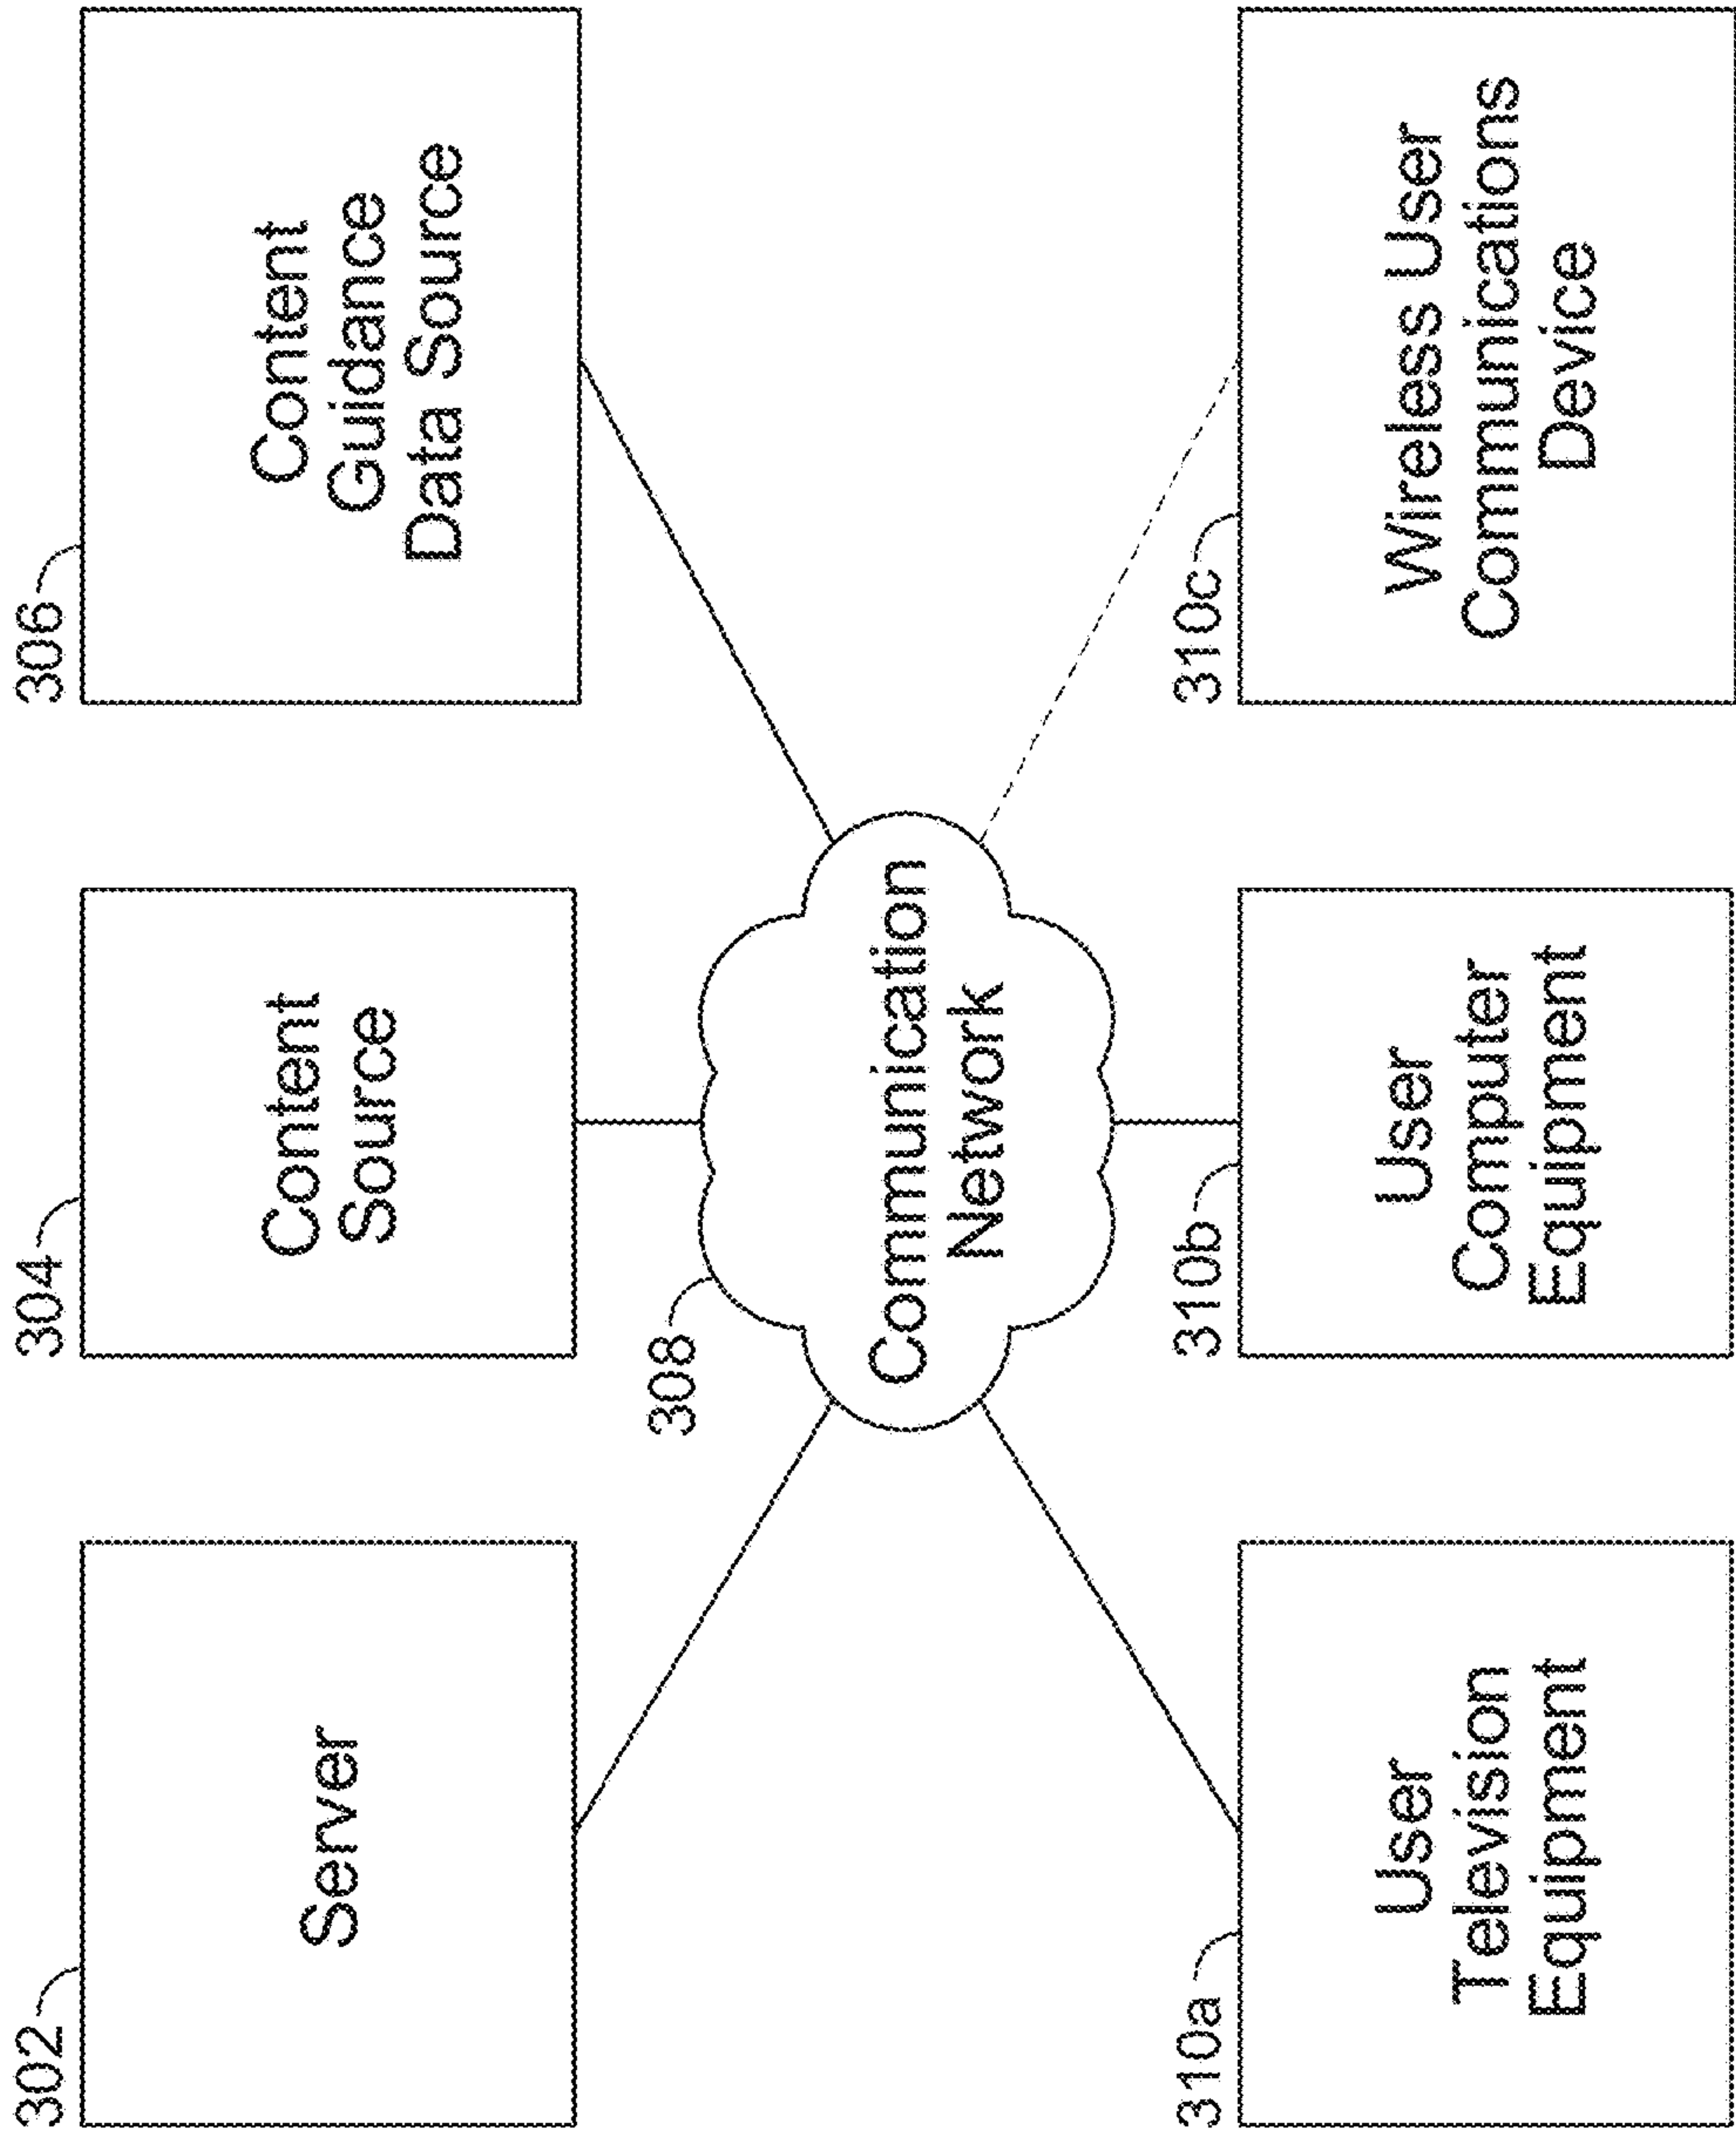 302
Server
304
Content
Source
306
Content
Guidance
Data Source
308
Communication
Network
310a
User
Television
Equipment
310b
User
Computer
Equipment
310c
Wireless User
Communications
Device